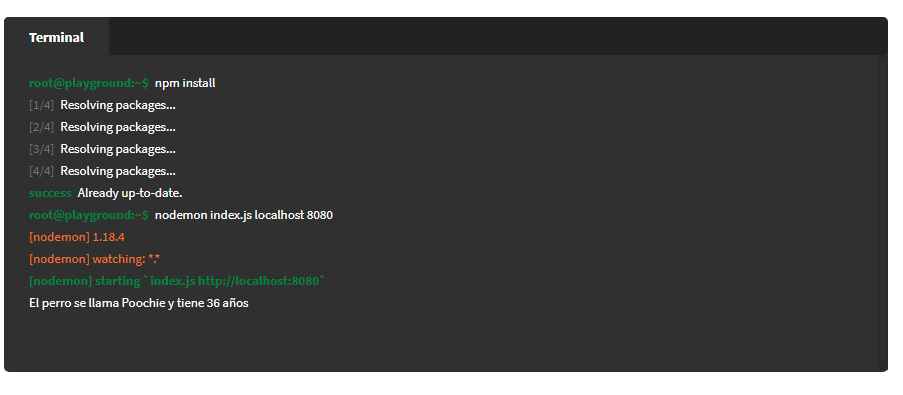 Terminal
root@playground:~$ npm install
[1/4] Resolving packages...
[2/4] Resolving packages...
[3/4] Resolving packages...
[4/4] Resolving packages...
success Already up-to-date.
root@playground:~$ nodemon index.js localhost 8080
[nodemon] 1.18.4
[nodemon] watching: *.*
[nodemon] starting `index.js http://localhost:8080`
El perro se llama Poochie y tiene 36 años